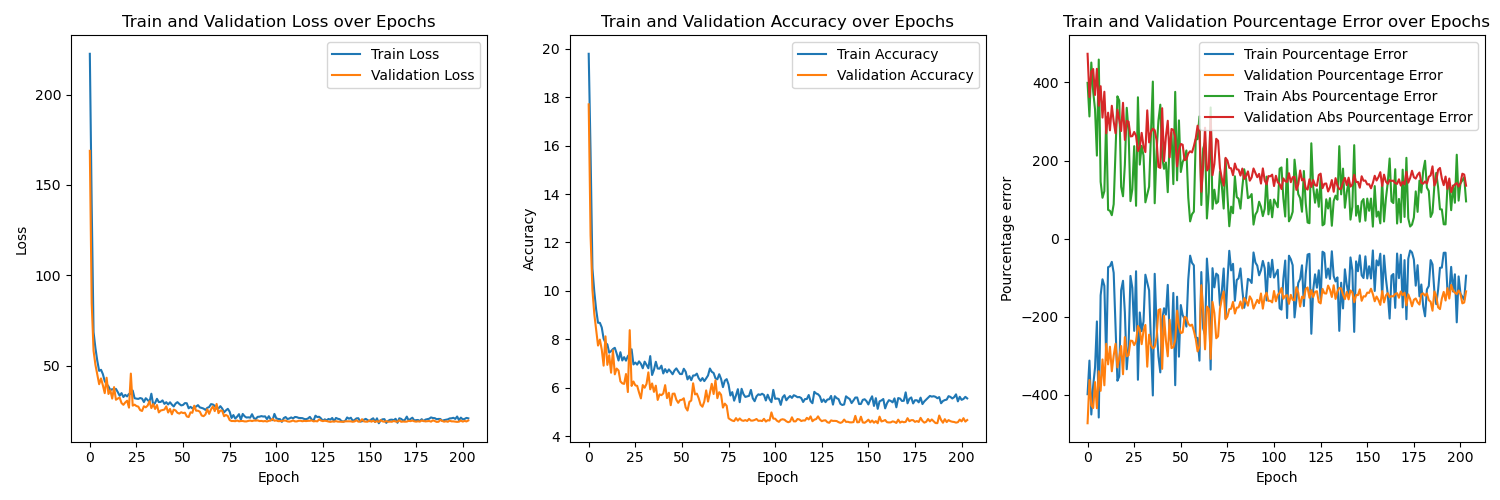 Train and Validation Loss over Epochs
Train Loss
Validation Loss
Loss
200
150
100
50
0
25
50
75
100
125
150
175
200
Epoch
Train and Validation Accuracy over Epochs
Train Accuracy
Validation Accuracy
Accuracy
20
18
16
14
12
10
8
6
4
0
25
50
75
100
125
150
175
200
Epoch
Train and Validation Pourcentage Error over Epochs
Train Pourcentage Error
Validation Pourcentage Error
Train Abs Pourcentage Error
Validation Abs Pourcentage Error
Pourcentage error
400
200
0
−200
−400
0
25
50
75
100
125
150
175
200
Epoch